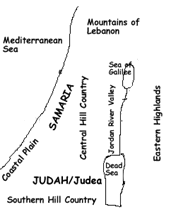 Mountains of
Lebanon
Mediterranean
Sea
Sea of
Galilee
SAMARIA
Central Hill Country
Jordan River Valley
Eastern Highlands
Coastal Plain
Dead
Sea
JUDAH/Judea
Southern Hill Country